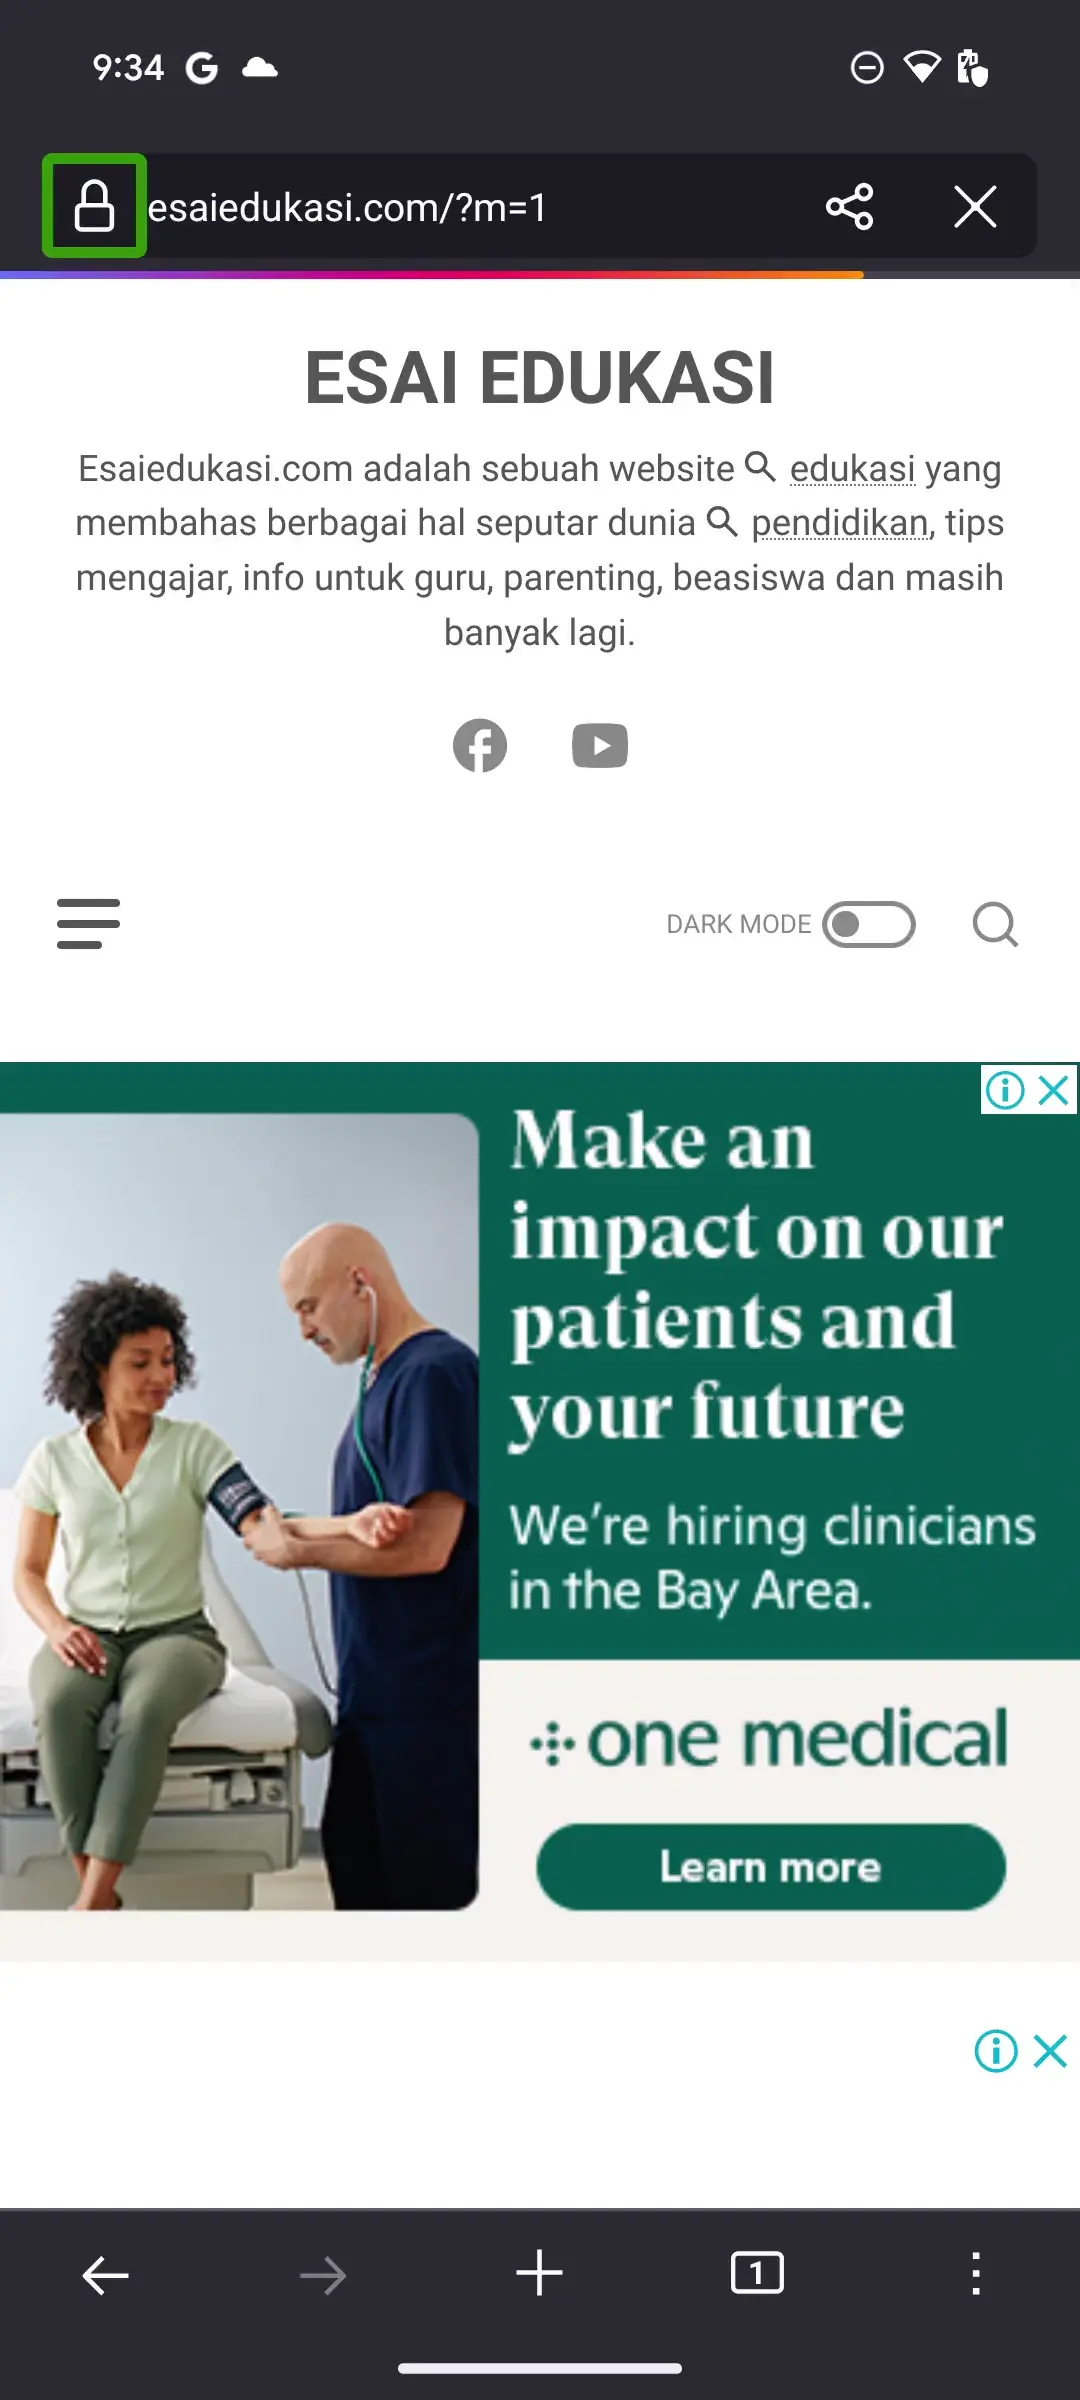 9:34
esaiedukasi.com/?m=1
ESAI EDUKASI
Esaiedukasi.com adalah sebuah website edukasi yang
membahas berbagai hal seputar dunia pendidikan, tips
mengajar, info untuk guru, parenting, beasiswa dan masih
banyak lagi.
DARK MODE
Make an
impact on our
patients and
your future
We're hiring clinicians
in the Bay Area.
one medical
Learn more
1